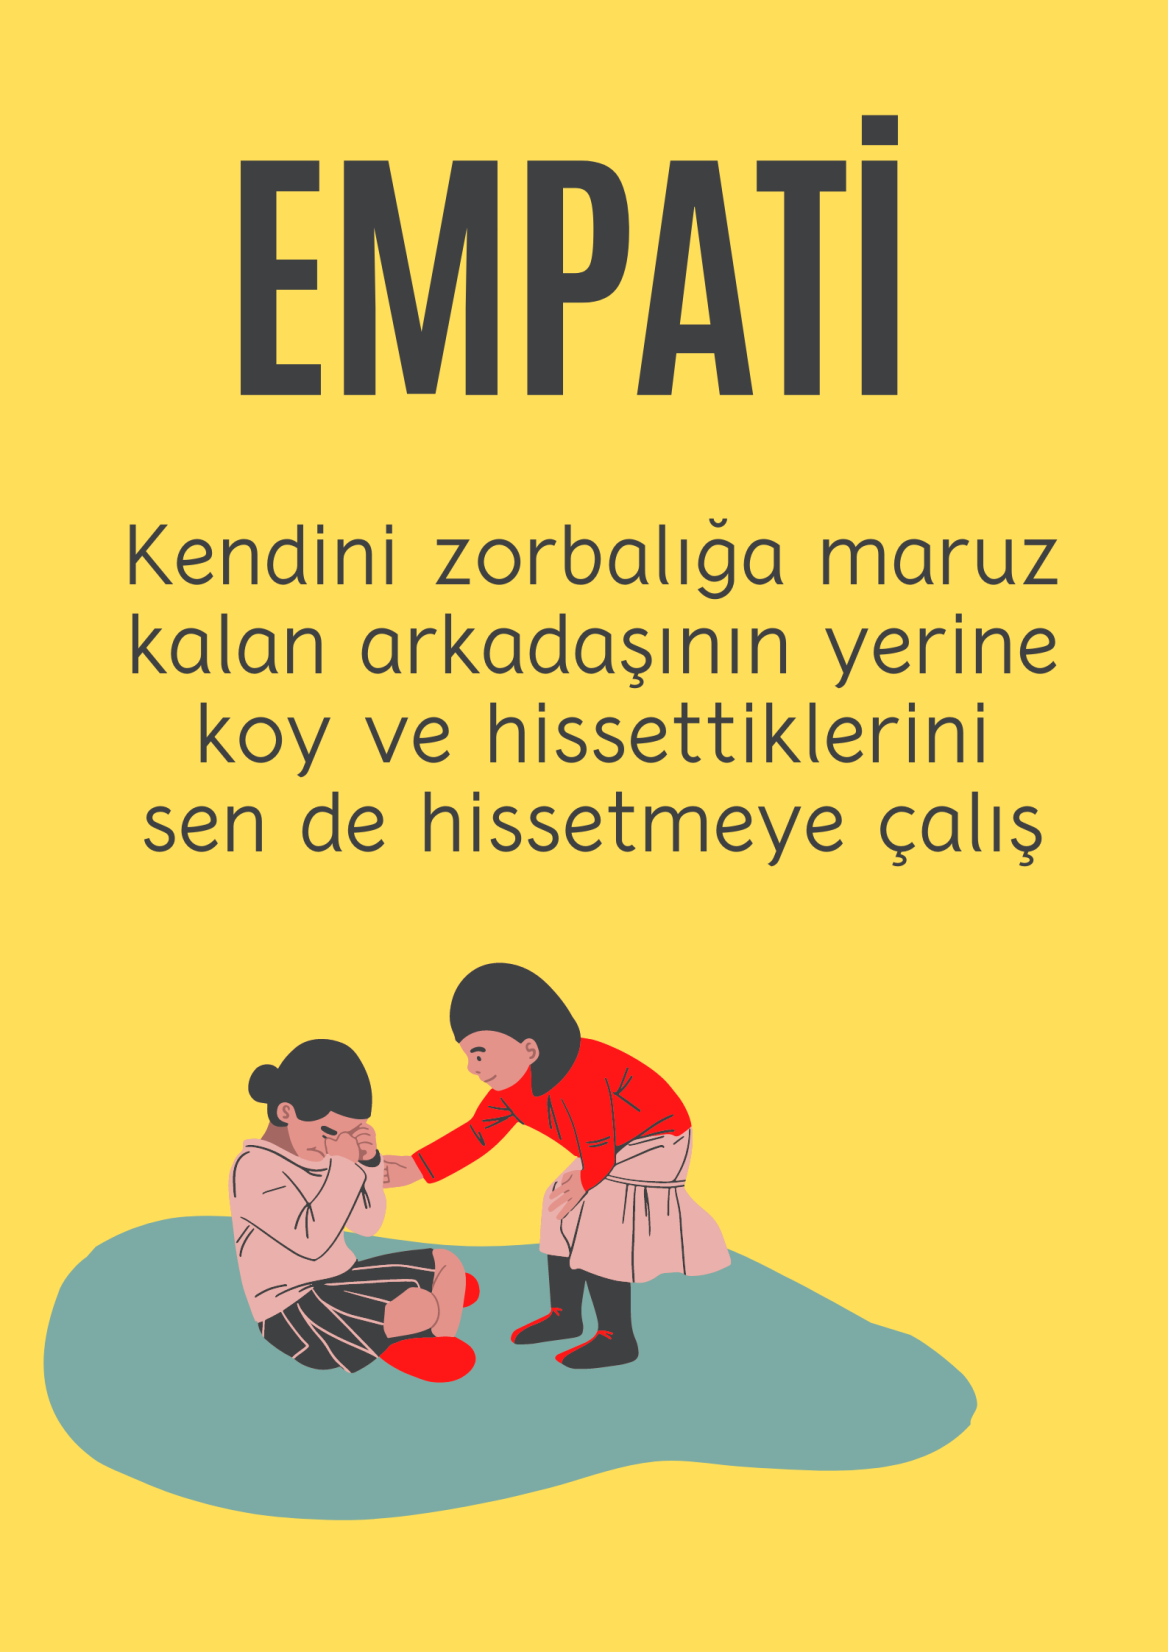 EMPATİ
Kendini zorbalığa maruz
kalan arkadaşının yerine
koy ve hissettiklerini
sen de hissetmeye çalış